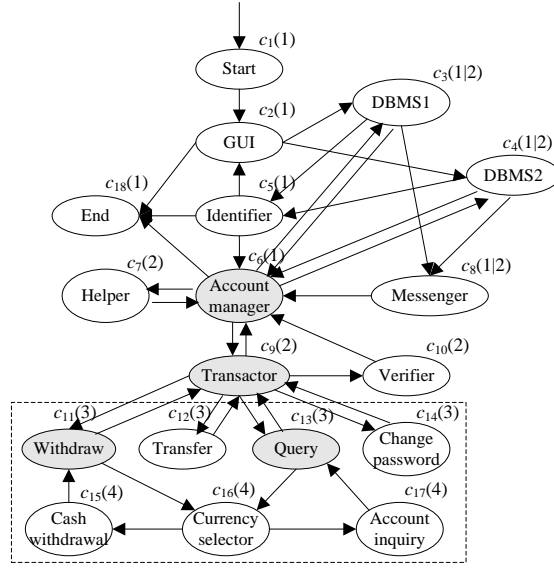 c1(1)
Start
c3(1|2)
DBMS1
c2(1)
GUI
c4(1|2)
DBMS2
c18(1)
End
c5(1)
Identifier
c7(2)
Helper
c6(1)
Account
manager
c8(1|2)
Messenger
c9(2)
Transactor
c10(2)
Verifier
c11(3)
Withdraw
c12(3)
Transfer
c13(3)
Query
c14(3)
Change
password
c15(4)
Cash
withdrawal
c16(4)
Currency
selector
c17(4)
Account
inquiry